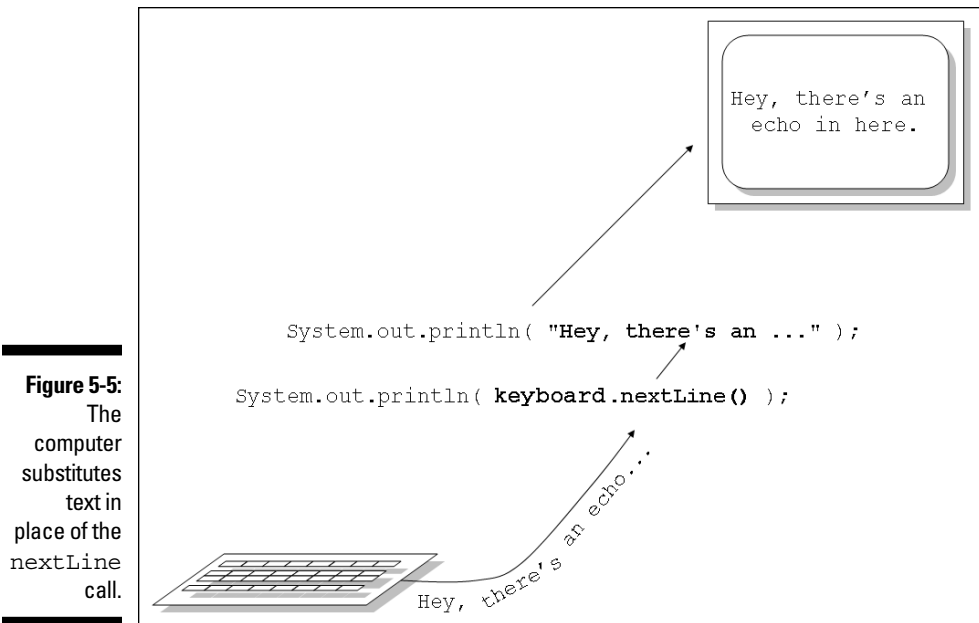 Hey, there's an
echo in here.
System.out.println( "Hey, there's an ..." );
System.out.println( keyboard.nextLine() );
Hey, there's an echo...
Figure 5-5:
The
computer
substitutes
text in
place of the
nextLine
call.